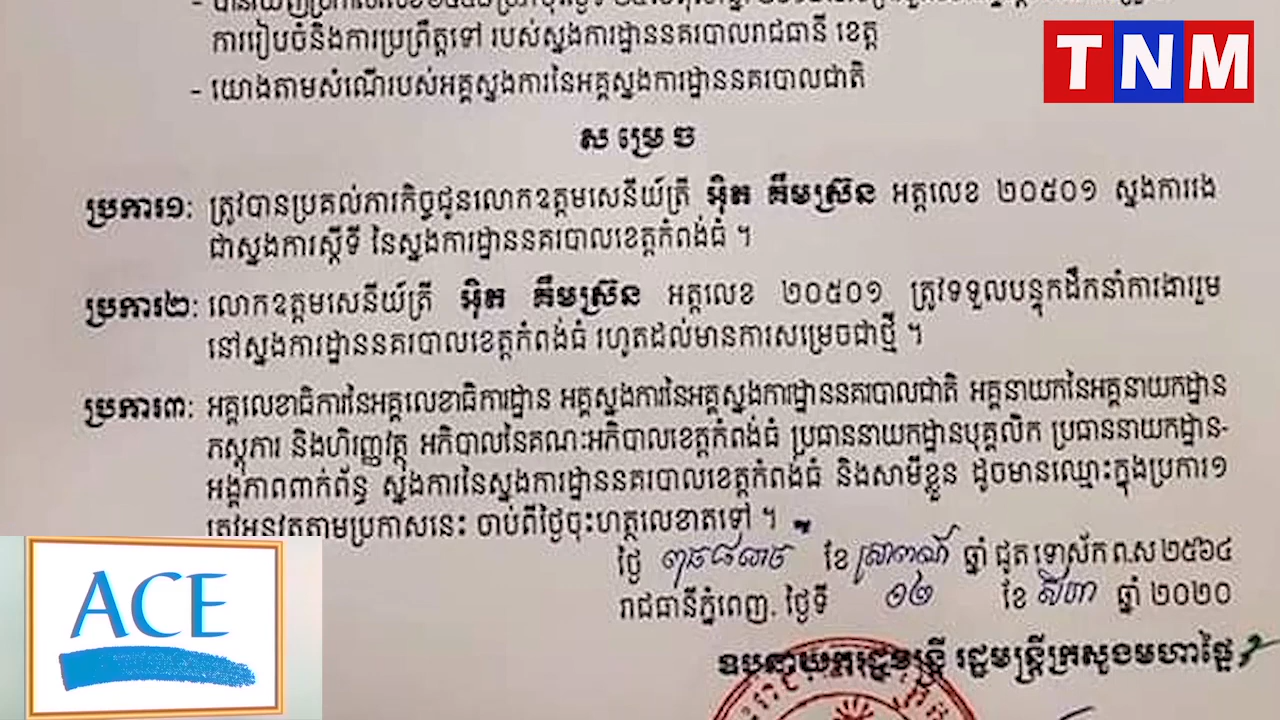 ការរៀបចំនិងការប្រព្រឹត្តទៅ របស់ស្នងការដ្ឋាននគរបាលរាជធានី ខេត្ត
TNM
- យោងតាមសំណើរបស់អគ្គស្នងការនៃអគ្គស្នងការដ្ឋាននគរបាលជាតិ
សម្រេច
ប្រការ១: ត្រូវបានប្រគល់ភារកិច្ចជូនលោកឧត្តមសេនីយ៍ត្រី អ៊ិត គឹមស្រ៊ន អត្តលេខ ២០៥០១ ស្នងការរង
ជាស្នងការស្តីទី នៃស្នងការដ្ឋាននគរបាលខេត្តកំពង់ធំ ។
ប្រការ២: លោកឧត្តមសេនីយ៍ត្រី អ៊ិត គឹមស្រ៊ន អត្តលេខ ២០៥០១ ត្រូវទទួលបន្ទុកដឹកនាំការងាររួម
នៅស្នងការដ្ឋាននគរបាលខេត្តកំពង់ធំ រហូតដល់មានការសម្រេចជាថ្មី ។
ប្រការ៣: អគ្គលេខាធិការនៃអគ្គលេខាធិការដ្ឋាន អគ្គស្នងការនៃអគ្គស្នងការដ្ឋាននគរបាលជាតិ អគ្គនាយកនៃអគ្គនាយកដ្ឋាន
ភស្តុភារ និងហិរញ្ញវត្ថុ អភិបាលនៃគណៈអភិបាលខេត្តកំពង់ធំ ប្រធាននាយកដ្ឋានបុគ្គលិក ប្រធាននាយកដ្ឋាន-
អង្គភាពពាក់ព័ន្ធ ស្នងការនៃស្នងការដ្ឋាននគរបាលខេត្តកំពង់ធំ និងសាមីខ្លួន ដូចមានឈ្មោះក្នុងប្រការ១
ត្រូវអនុវត្តតាមប្រកាសនេះ ចាប់ពីថ្ងៃចុះហត្ថលេខាតទៅ ។
ថ្ងៃ ខែ ស្រាពណ៍ ឆ្នាំ ជូត ទោស័ក ព.ស ២៥៦៤
រាជធានីភ្នំពេញ. ថ្ងៃទី ១២ ខែ សីហា ឆ្នាំ ២០២០
ឧបនាយករដ្ឋមន្ត្រី រដ្ឋមន្ត្រីក្រសួងមហាផ្ទៃ
ACE